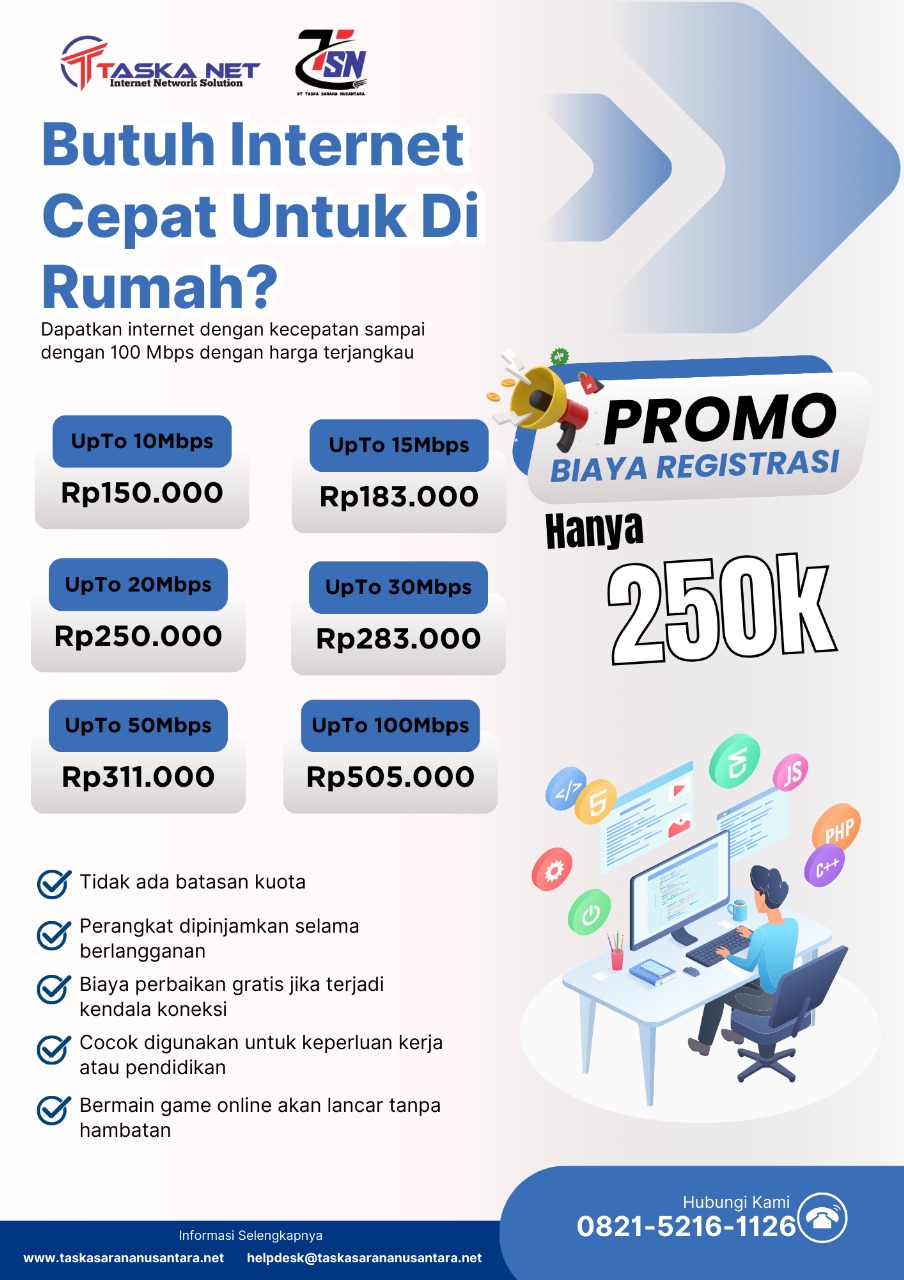 TASKA NET
Internet Network Solution
TSN
PT TASKA SARANA NUSANTARA
Butuh Internet
Cepat Untuk Di
Rumah?
Dapatkan internet dengan kecepatan sampai
dengan 100 Mbps dengan harga terjangkau
UpTo 10Mbps
Rp150.000
UpTo 15Mbps
Rp183.000
UpTo 20Mbps
Rp250.000
UpTo 30Mbps
Rp283.000
UpTo 50Mbps
Rp311.000
UpTo 100Mbps
Rp505.000
PROMO
BIAYA REGISTRASI
Hanya
250k
</>
5
JS
PHP
C++
Tidak ada batasan kuota
Perangkat dipinjamkan selama
berlangganan
Biaya perbaikan gratis jika terjadi
kendala koneksi
Cocok digunakan untuk keperluan kerja
atau pendidikan
Bermain game online akan lancar tanpa
hambatan
Hubungi Kami
0821-5216-1126
Informasi Selengkapnya
www.taskasarananusantara.net helpdesk@taskasarananusantara.net